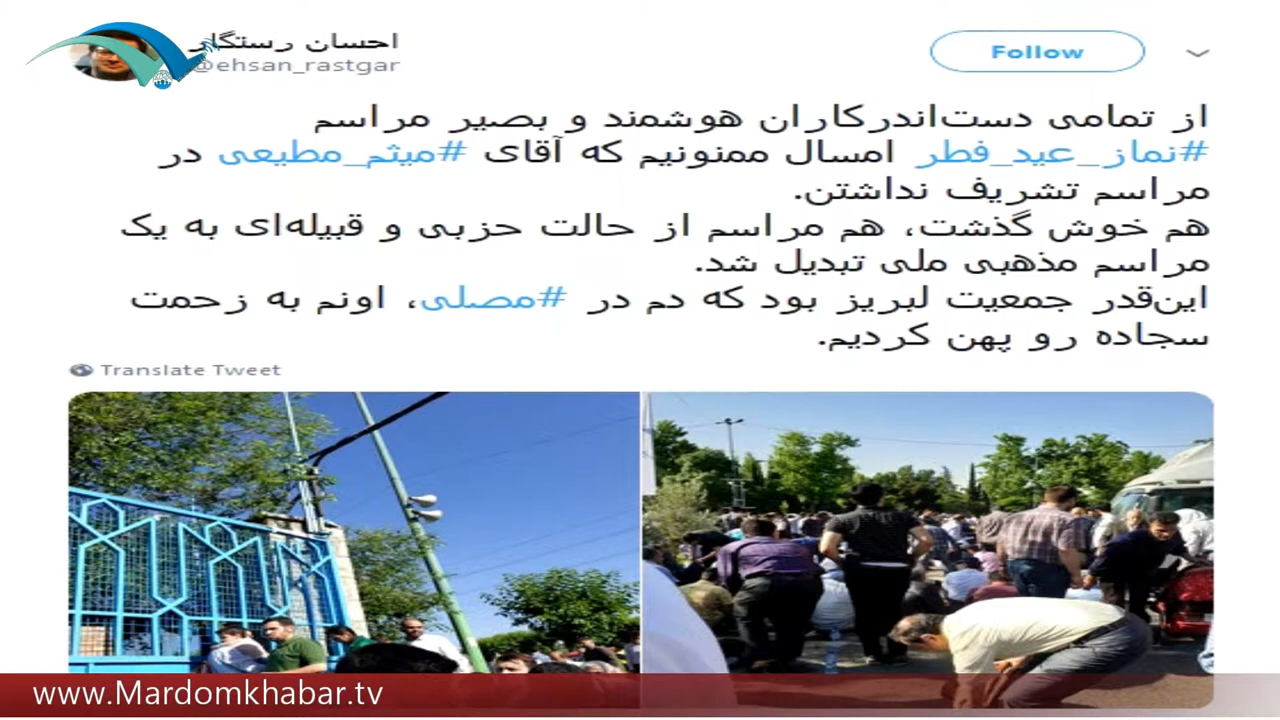 احسان رستگار
@ehsan_rastgar
Follow
از تمامی دست‌اندرکاران هوشمند و بصیر مراسم
#نماز_عید_فطر امسال ممنونیم که آقای #میثم_مطیعی در
مراسم تشریف نداشتن.
هم خوش گذشت، هم مراسم از حالت حزبی و قبیله‌ای به یک
مراسم مذهبی ملی تبدیل شد.
این‌قدر جمعیت لبریز بود که دم در #مصلی، اونم به زحمت
سجاده رو پهن کردیم.
Translate Tweet
www.Mardomkhabar.tv